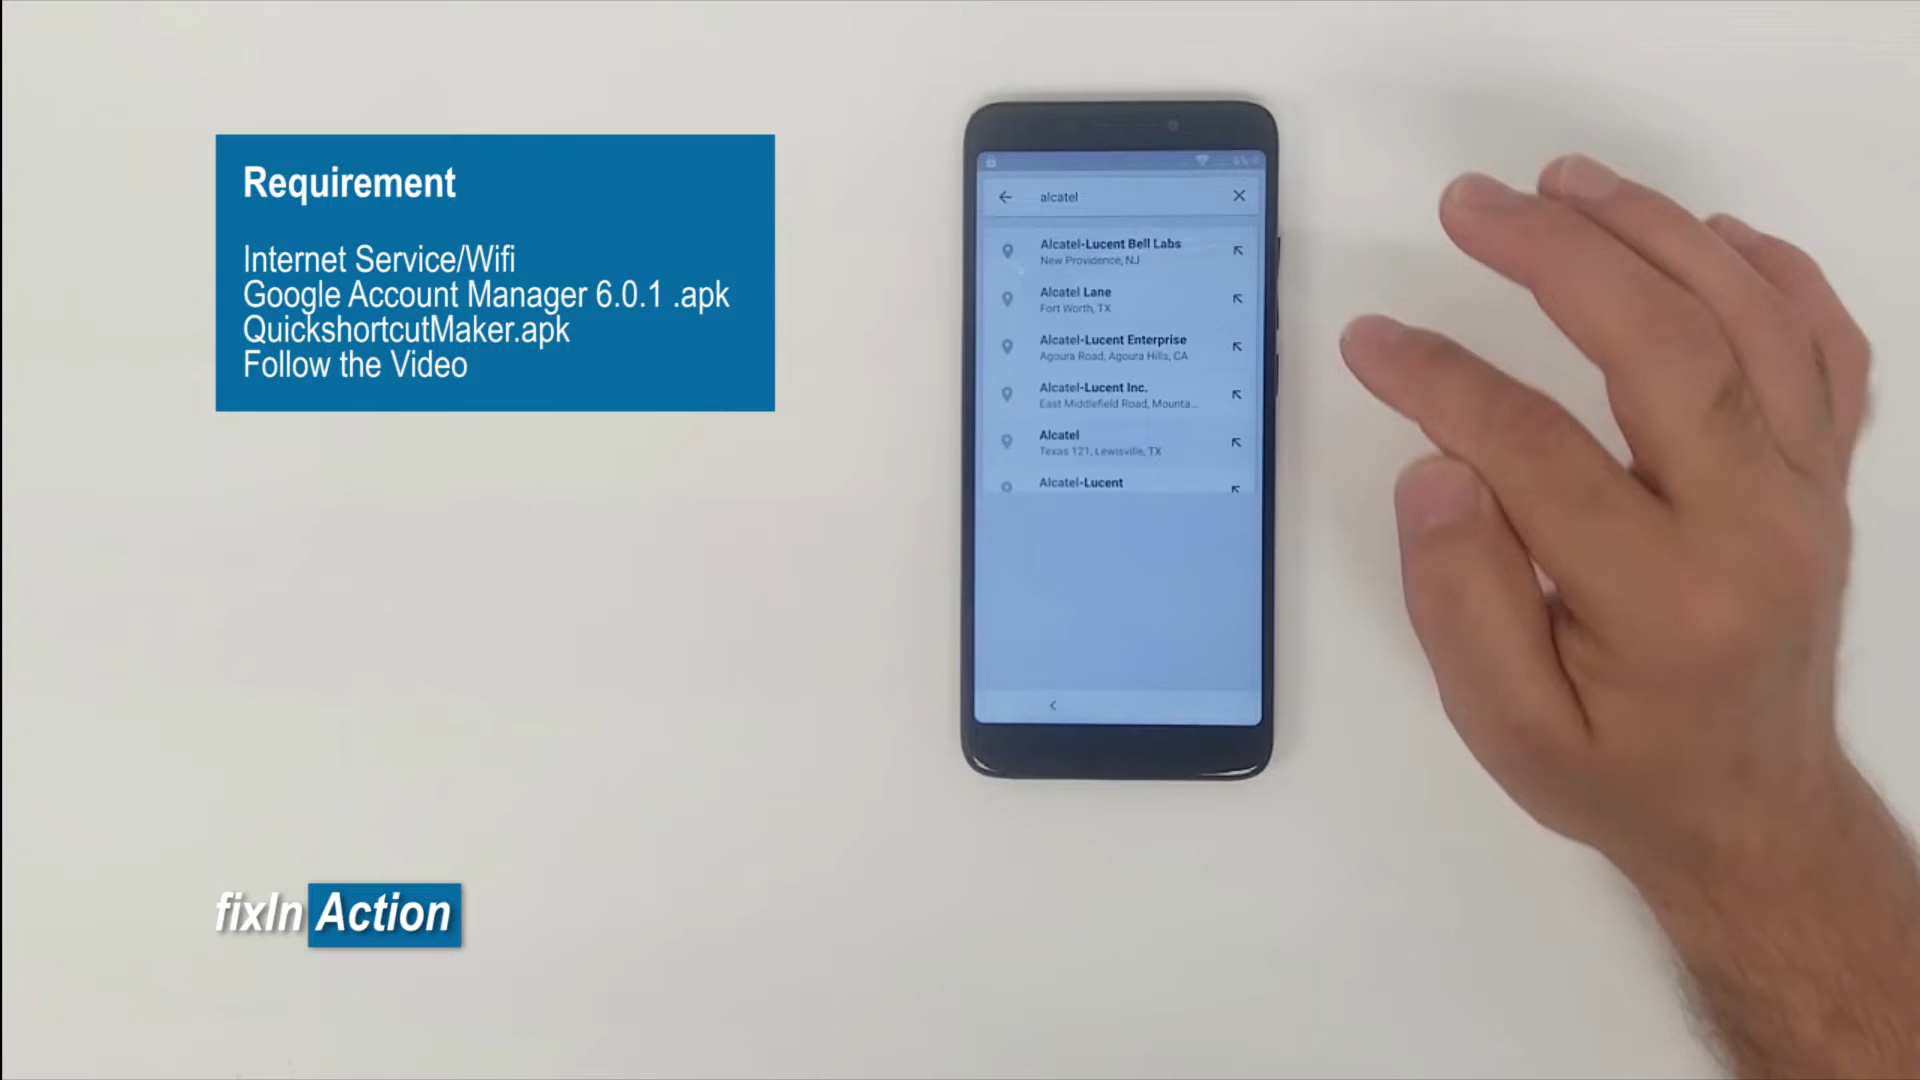 Requirement
Internet Service/Wifi
Google Account Manager 6.0.1 .apk
QuickshortcutMaker.apk
Follow the Video
6%
alcatel
Alcatel-Lucent Bell Labs
New Providence, NJ
Alcatel Lane
Fort Worth, TX
Alcatel-Lucent Enterprise
Agoura Road, Agoura Hills, CA
Alcatel-Lucent Inc.
East Middlefield Road, Mounta...
Alcatel
Texas 121, Lewisville, TX
Alcatel-Lucent
fixIn Action